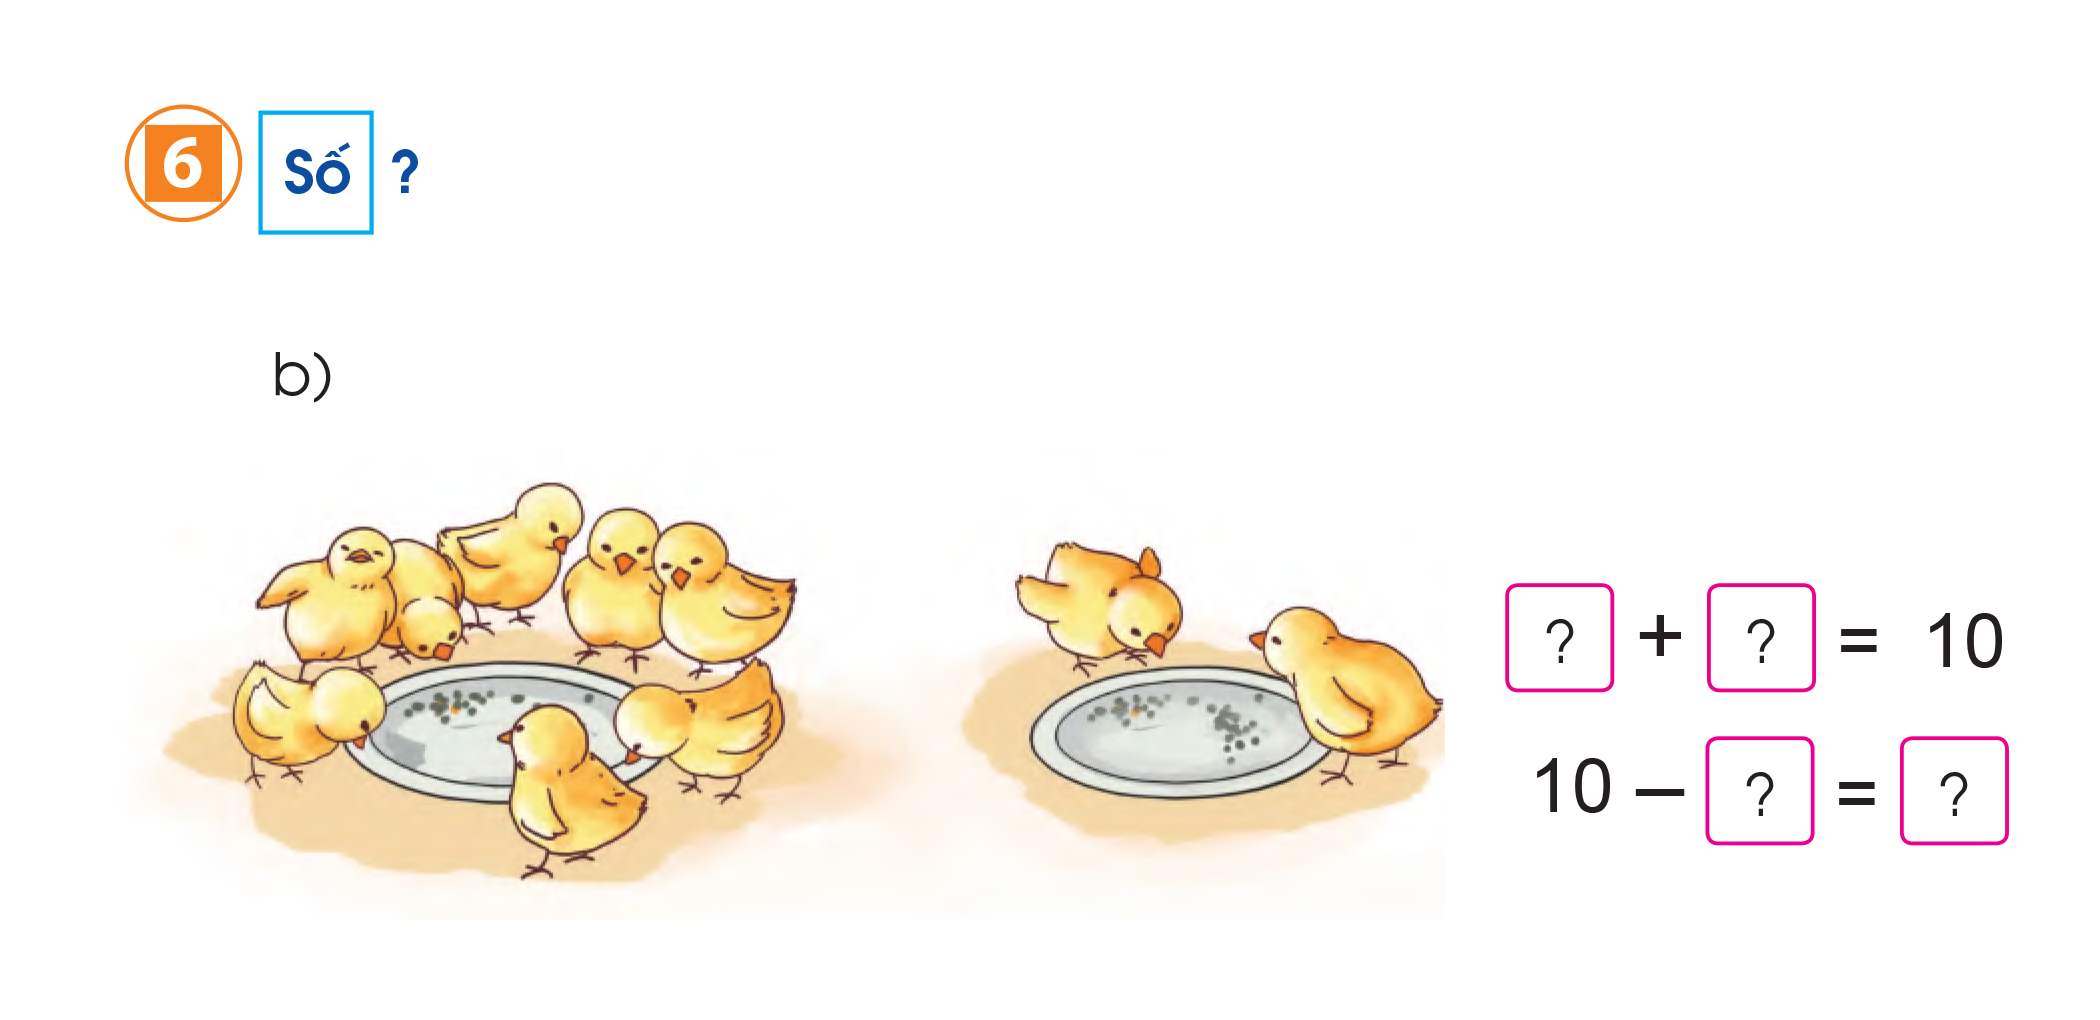 6 Số ?
b)
? + ? = 10
10 – ? = ?